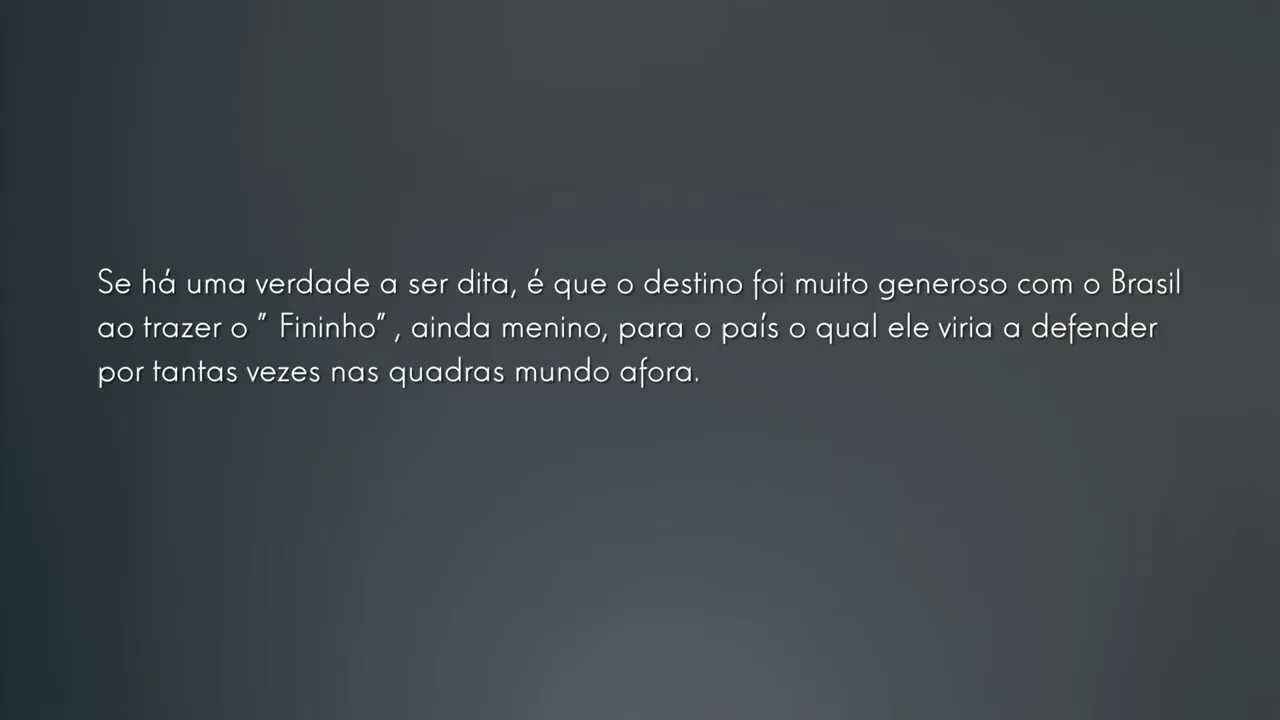 Se há uma verdade a ser dita, é que o destino foi muito generoso com o Brasil
ao trazer o " Fininho" , ainda menino, para o país o qual ele viria a defender
por tantas vezes nas quadras mundo afora.